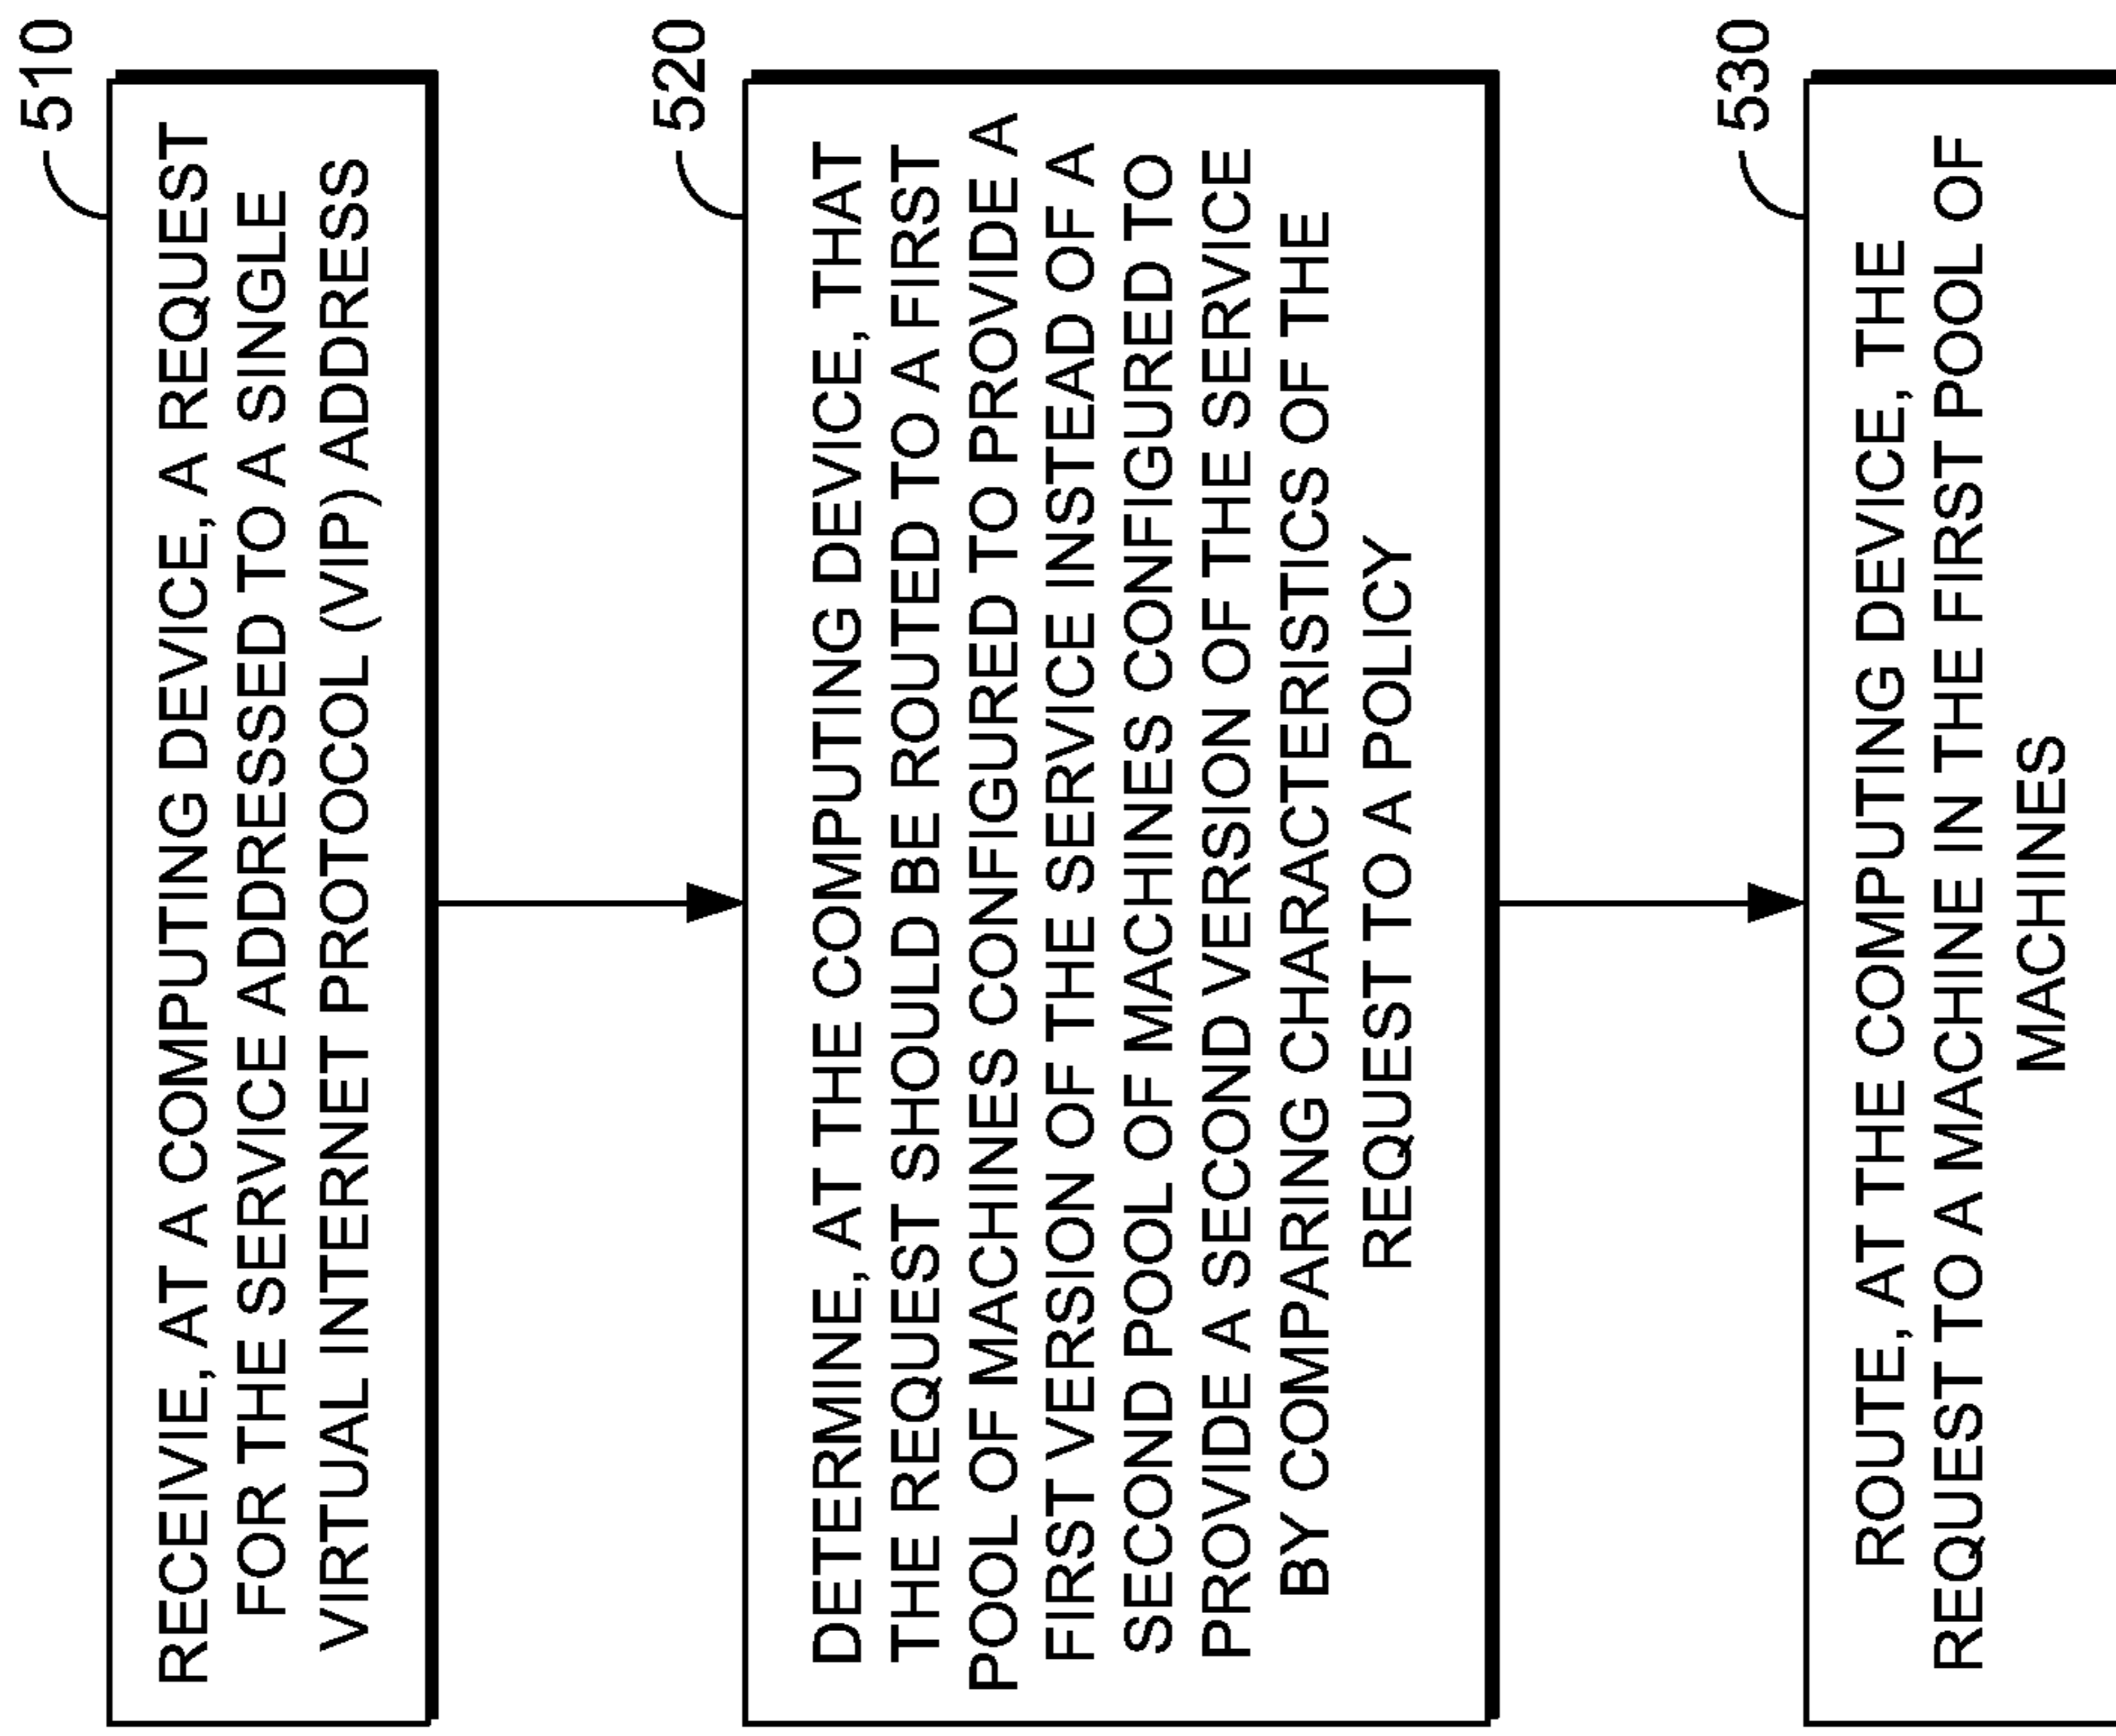 510
RECEIVE, AT A COMPUTING DEVICE, A REQUEST
FOR THE SERVICE ADDRESSED TO A SINGLE
VIRTUAL INTERNET PROTOCOL (VIP) ADDRESS
520
DETERMINE, AT THE COMPUTING DEVICE, THAT
THE REQUEST SHOULD BE ROUTED TO A FIRST
POOL OF MACHINES CONFIGURED TO PROVIDE A
FIRST VERSION OF THE SERVICE INSTEAD OF A
SECOND POOL OF MACHINES CONFIGURED TO
PROVIDE A SECOND VERSION OF THE SERVICE
BY COMPARING CHARACTERISTICS OF THE
REQUEST TO A POLICY
530
ROUTE, AT THE COMPUTING DEVICE, THE
REQUEST TO A MACHINE IN THE FIRST POOL OF
MACHINES